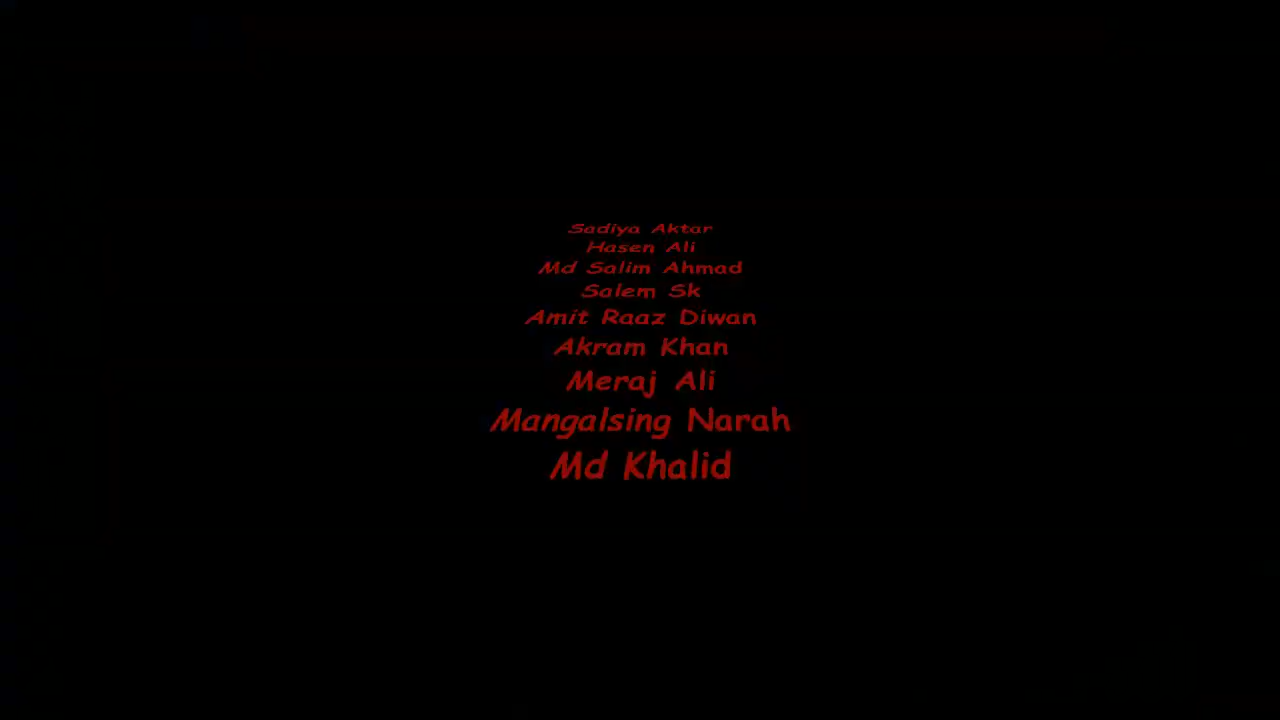 Sadiya Aktar
Hasen Ali
Md Salim Ahmad
Salem Sk
Amit Raaz Diwan
Akram Khan
Meraj Ali
Mangalsing Narah
Md Khalid